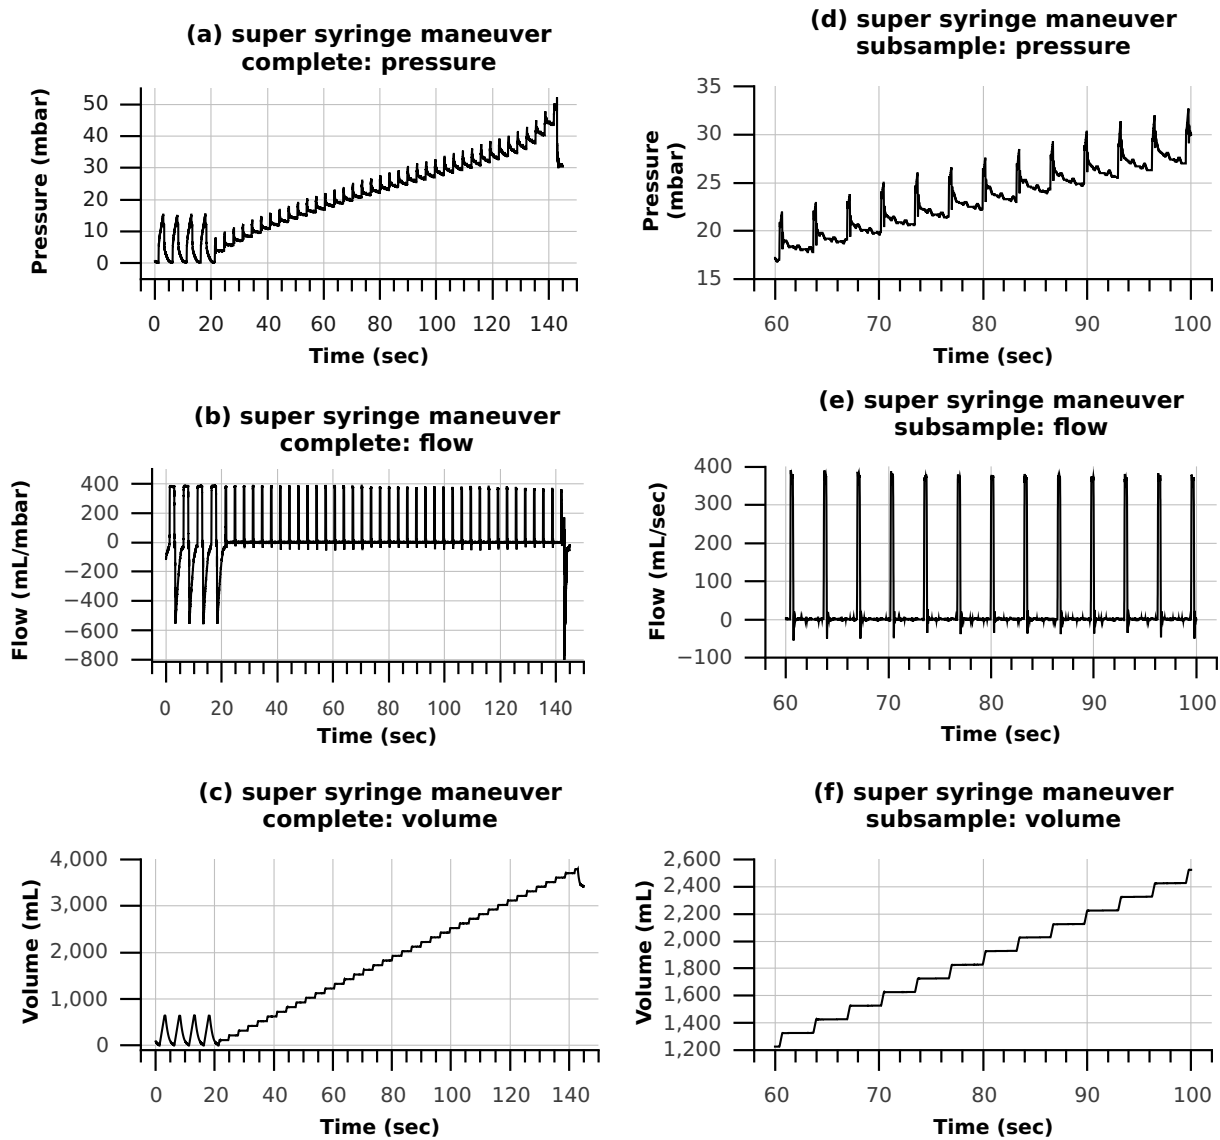 (a) super syringe maneuver
complete: pressure
Pressure (mbar)
50
40
30
20
10
0
0 20 40 60 80 100 120 140
Time (sec)
(d) super syringe maneuver
subsample: pressure
Pressure
(mbar)
35
30
25
20
15
60 70 80 90 100
Time (sec)
(b) super syringe maneuver
complete: flow
Flow (mL/mbar)
400
200
0
−200
−400
−600
−800
0 20 40 60 80 100 120 140
Time (sec)
(e) super syringe maneuver
subsample: flow
Flow (mL/sec)
400
300
200
100
0
−100
60 70 80 90 100
Time (sec)
(c) super syringe maneuver
complete: volume
Volume (mL)
4,000
3,000
2,000
1,000
0
0 20 40 60 80 100 120 140
Time (sec)
(f) super syringe maneuver
subsample: volume
Volume (mL)
2,600
2,400
2,200
2,000
1,800
1,600
1,400
1,200
60 70 80 90 100
Time (sec)